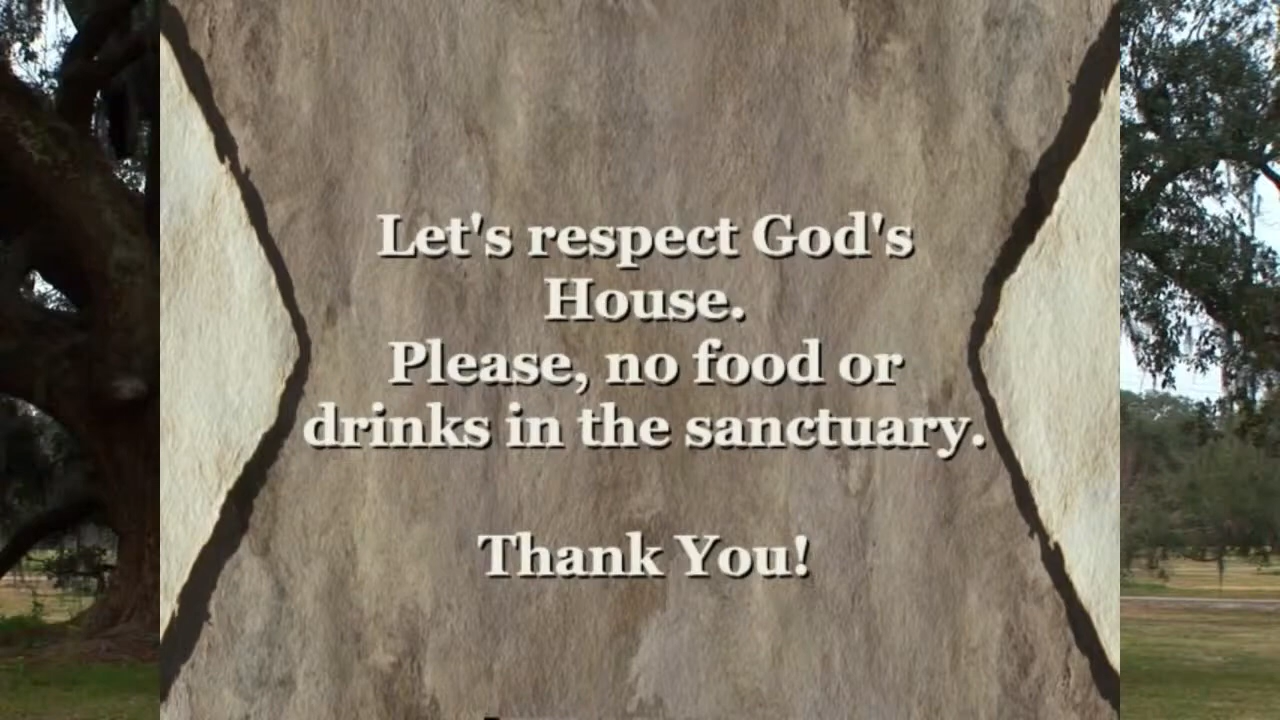 Let's respect God's
House.
Please, no food or
drinks in the sanctuary.
Thank You!